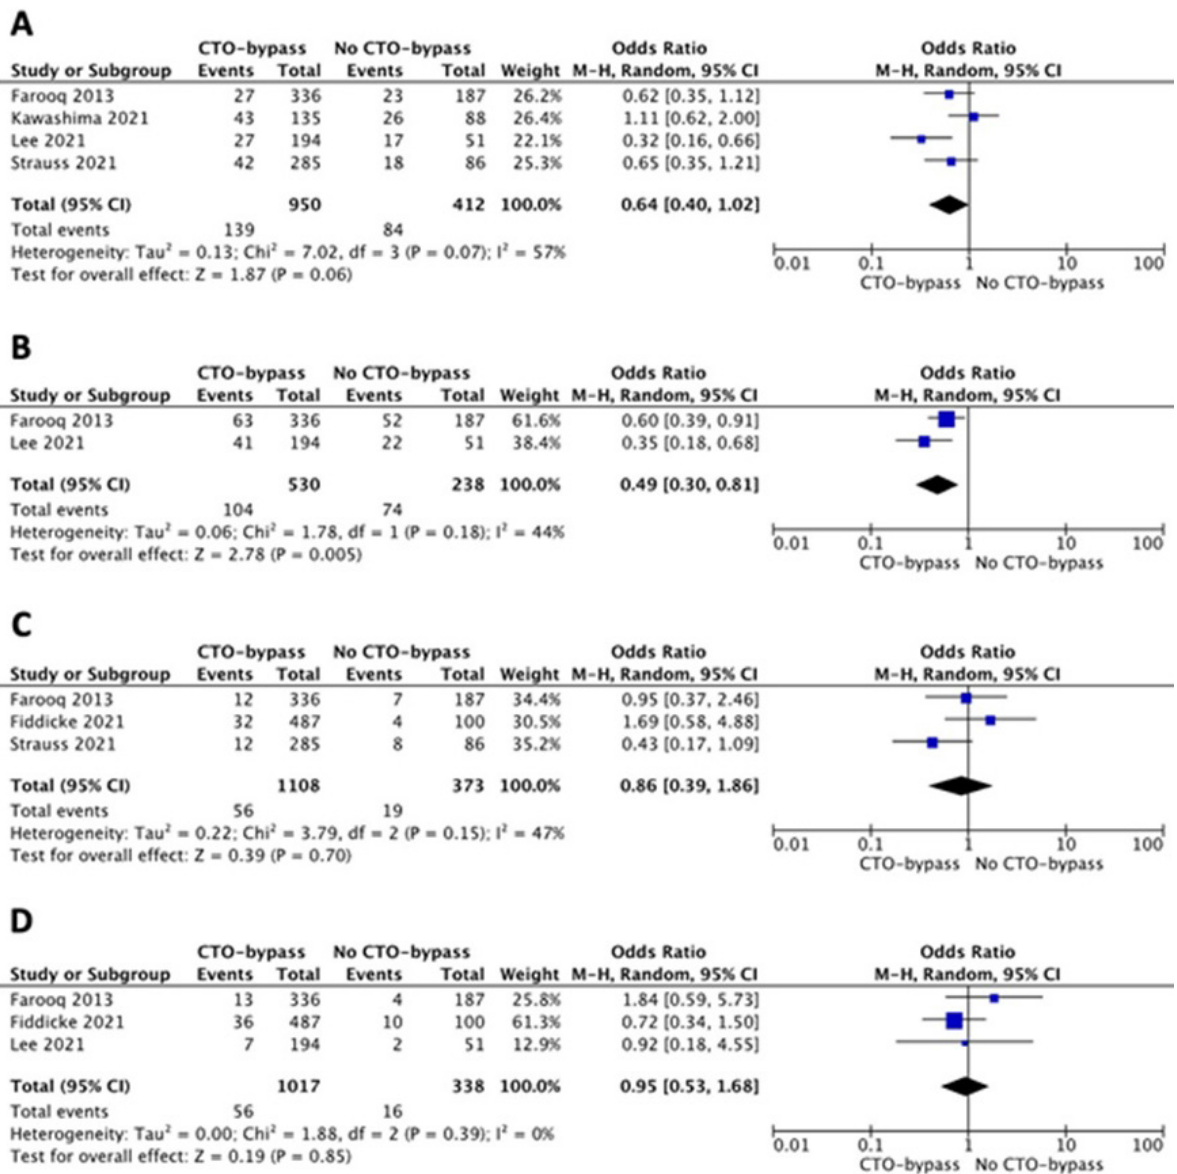 A
CTO-bypass No CTO-bypass Odds Ratio Odds Ratio
Study or Subgroup Events Total Events Total Weight M-H, Random, 95% CI M-H, Random, 95% CI
Farooq 2013 27 336 23 187 26.2% 0.62 [0.35, 1.12]
Kawashima 2021 43 135 26 88 26.4% 1.11 [0.62, 2.00]
Lee 2021 27 194 17 51 22.1% 0.32 [0.16, 0.66]
Strauss 2021 42 285 18 86 25.3% 0.65 [0.35, 1.21]
Total (95% CI) 950 412 100.0% 0.64 [0.40, 1.02]
Total events 139 84
Heterogeneity: Tau² = 0.13; Chi² = 7.02, df = 3 (P = 0.07); I² = 57%
Test for overall effect: Z = 1.87 (P = 0.06)
0.01 0.1 1 10 100
CTO-bypass No CTO-bypass
B
CTO-bypass No CTO-bypass Odds Ratio Odds Ratio
Study or Subgroup Events Total Events Total Weight M-H, Random, 95% CI M-H, Random, 95% CI
Farooq 2013 63 336 52 187 61.6% 0.60 [0.39, 0.91]
Lee 2021 41 194 22 51 38.4% 0.35 [0.18, 0.68]
Total (95% CI) 530 238 100.0% 0.49 [0.30, 0.81]
Total events 104 74
Heterogeneity: Tau² = 0.06; Chi² = 1.78, df = 1 (P = 0.18); I² = 44%
Test for overall effect: Z = 2.78 (P = 0.005)
0.01 0.1 1 10 100
CTO-bypass No CTO-bypass
C
CTO-bypass No CTO-bypass Odds Ratio Odds Ratio
Study or Subgroup Events Total Events Total Weight M-H, Random, 95% CI M-H, Random, 95% CI
Farooq 2013 12 336 7 187 34.4% 0.95 [0.37, 2.46]
Fiddicke 2021 32 487 4 100 30.5% 1.69 [0.58, 4.88]
Strauss 2021 12 285 8 86 35.2% 0.43 [0.17, 1.09]
Total (95% CI) 1108 373 100.0% 0.86 [0.39, 1.86]
Total events 56 19
Heterogeneity: Tau² = 0.22; Chi² = 3.79, df = 2 (P = 0.15); I² = 47%
Test for overall effect: Z = 0.39 (P = 0.70)
0.01 0.1 1 10 100
CTO-bypass No CTO-bypass
D
CTO-bypass No CTO-bypass Odds Ratio Odds Ratio
Study or Subgroup Events Total Events Total Weight M-H, Random, 95% CI M-H, Random, 95% CI
Farooq 2013 13 336 4 187 25.8% 1.84 [0.59, 5.73]
Fiddicke 2021 36 487 10 100 61.3% 0.72 [0.34, 1.50]
Lee 2021 7 194 2 51 12.9% 0.92 [0.18, 4.55]
Total (95% CI) 1017 338 100.0% 0.95 [0.53, 1.68]
Total events 56 16
Heterogeneity: Tau² = 0.00; Chi² = 1.88, df = 2 (P = 0.39); I² = 0%
Test for overall effect: Z = 0.19 (P = 0.85)
0.01 0.1 1 10 100
CTO-bypass No CTO-bypass